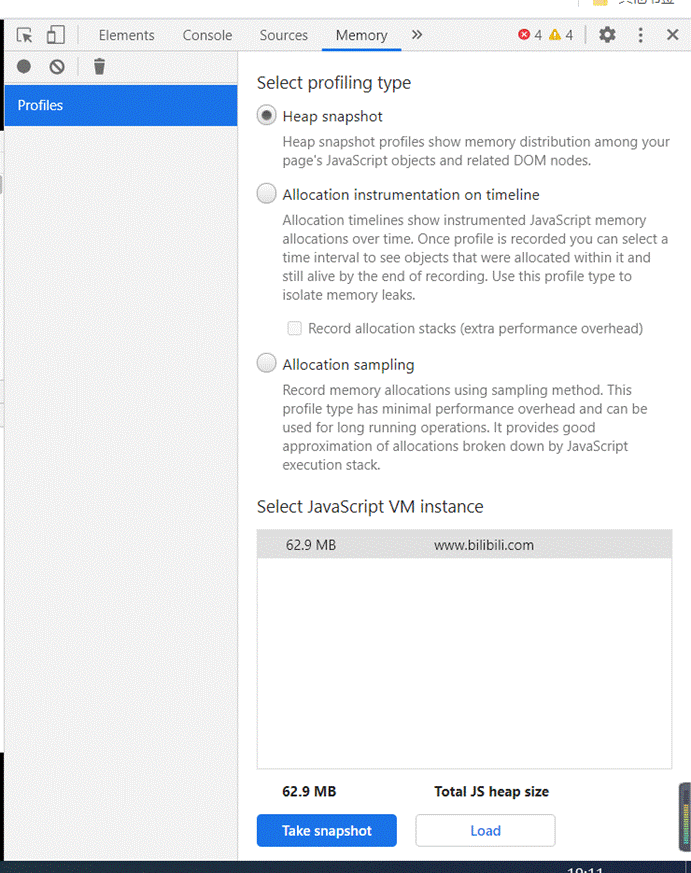 Elements Console Sources Memory » 4 4
Profiles
Select profiling type
Heap snapshot
Heap snapshot profiles show memory distribution among your
page's JavaScript objects and related DOM nodes.
Allocation instrumentation on timeline
Allocation timelines show instrumented JavaScript memory
allocations over time. Once profile is recorded you can select a
time interval to see objects that were allocated within it and
still alive by the end of recording. Use this profile type to
isolate memory leaks.
Record allocation stacks (extra performance overhead)
Allocation sampling
Record memory allocations using sampling method. This
profile type has minimal performance overhead and can be
used for long running operations. It provides good
approximation of allocations broken down by JavaScript
execution stack.
Select JavaScript VM instance
62.9 MB www.bilibili.com
62.9 MB Total JS heap size
Take snapshot Load